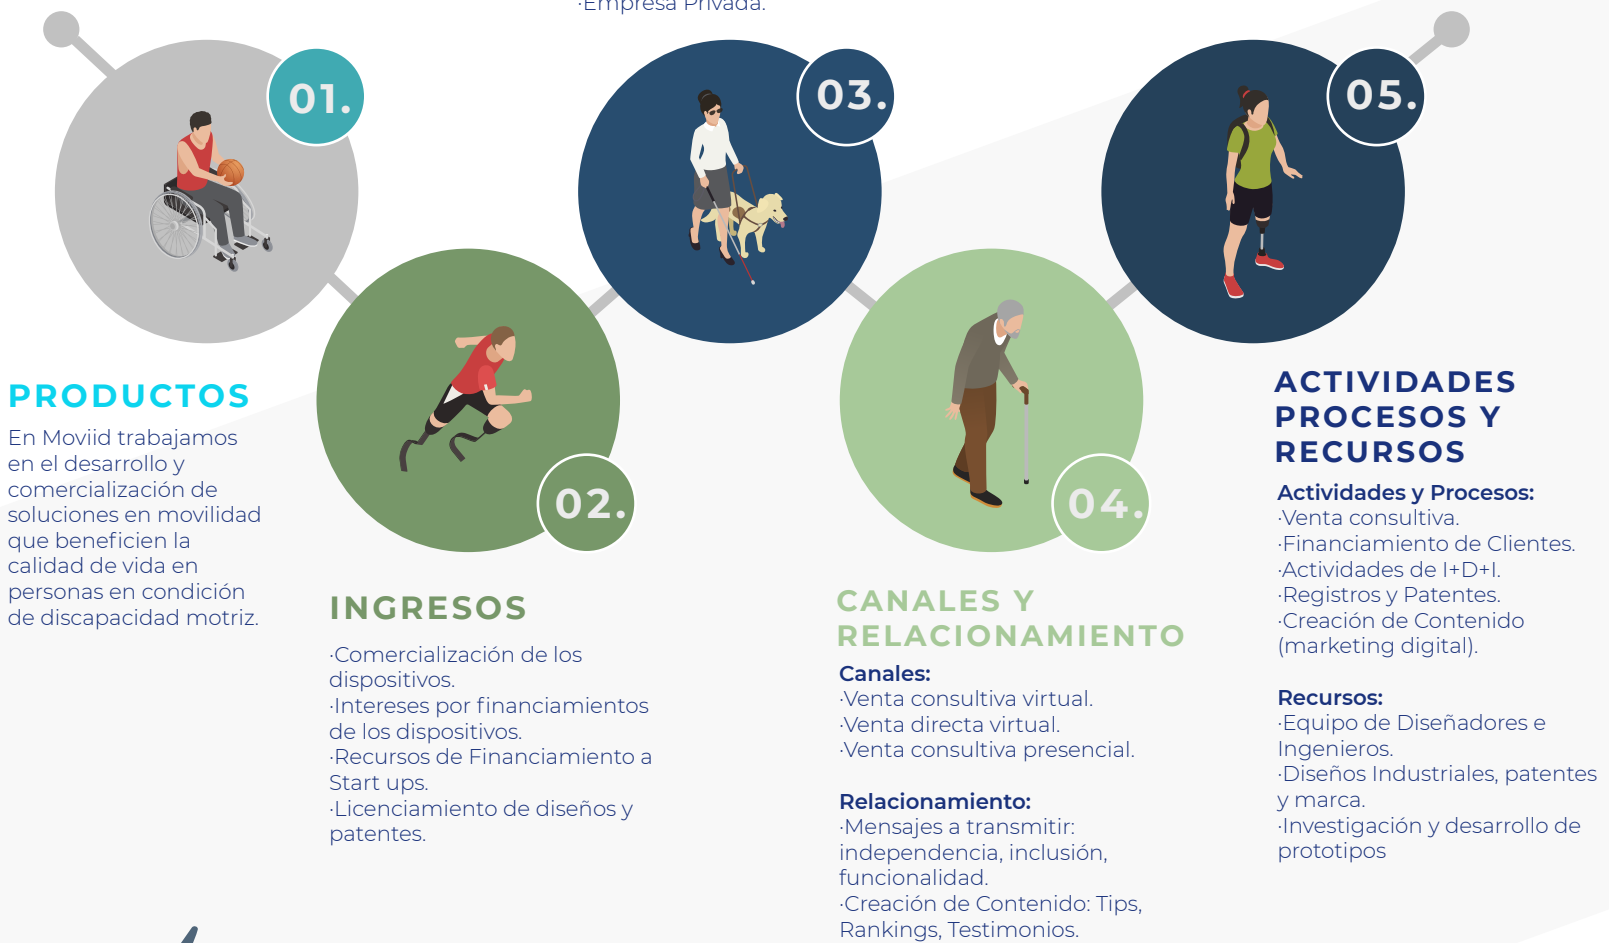 ·Empresa Privada.
01.
03.
05.
02.
04.
PRODUCTOS
En Moviid trabajamos
en el desarrollo y
comercialización de
soluciones en movilidad
que beneficien la
calidad de vida en
personas en condición
de discapacidad motriz.
INGRESOS
·Comercialización de los
dispositivos.
·Intereses por financiamientos
de los dispositivos.
·Recursos de Financiamiento a
Start ups.
·Licenciamiento de diseños y
patentes.
CANALES Y
RELACIONAMIENTO
Canales:
·Venta consultiva virtual.
·Venta directa virtual.
·Venta consultiva presencial.
Relacionamiento:
·Mensajes a transmitir:
independencia, inclusión,
funcionalidad.
·Creación de Contenido: Tips,
Rankings, Testimonios.
ACTIVIDADES
PROCESOS Y
RECURSOS
Actividades y Procesos:
·Venta consultiva.
·Financiamiento de Clientes.
·Actividades de I+D+I.
·Registros y Patentes.
·Creación de Contenido
(marketing digital).
Recursos:
·Equipo de Diseñadores e
Ingenieros.
·Diseños Industriales, patentes
y marca.
·Investigación y desarrollo de
prototipos